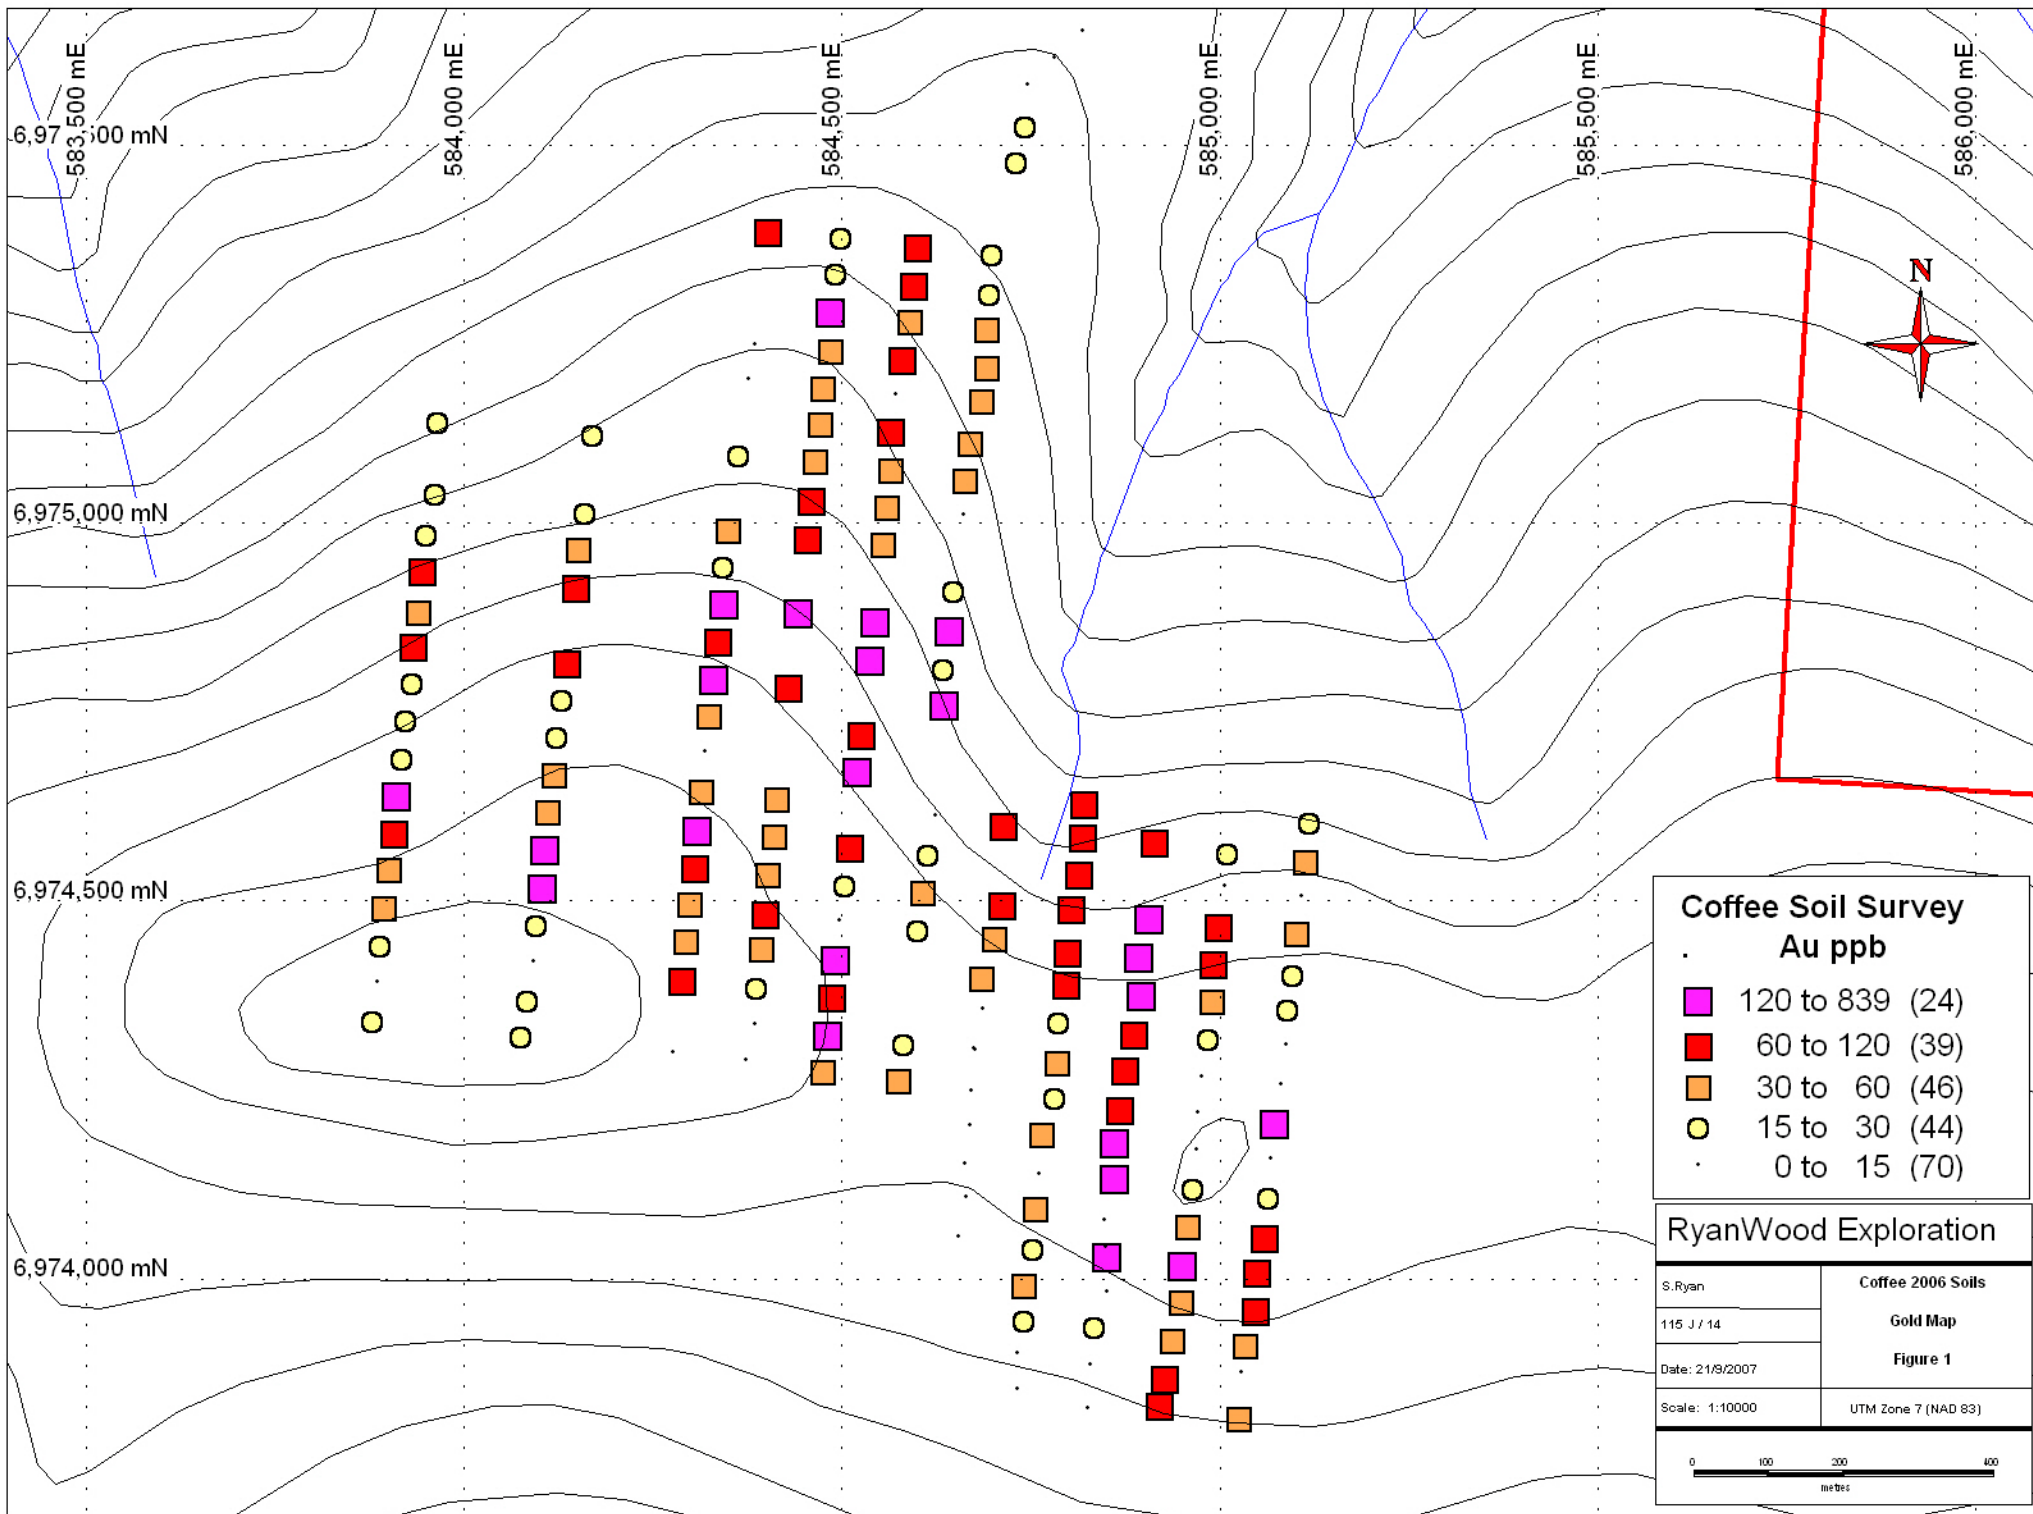 583,500 mE
584,000 mE
584,500 mE
585,000 mE
585,500 mE
586,000 mE
500 mN
N
6,975,000 mN
6,974,500 mN
6,974,000 mN
Coffee Soil Survey
Au ppb
120 to 839 (24)
60 to 120 (39)
30 to 60 (46)
15 to 30 (44)
0 to 15 (70)
RyanWood Exploration
S.Ryan
115 J / 14
Date: 21/9/2007
Scale: 1:10000
Coffee 2006 Soils
Gold Map
Figure 1
UTM Zone 7 (NAD 83)
0 100 200 400
metres